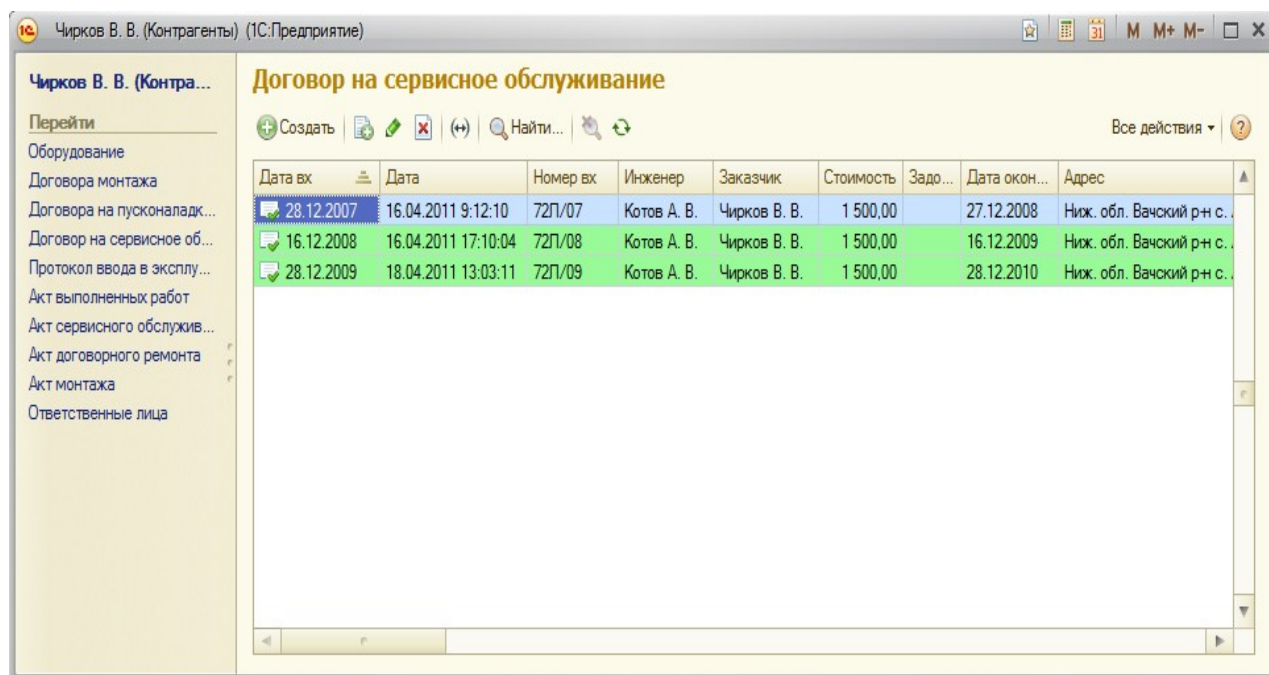 1С Чирков В. В. (Контрагенты) (1С:Предприятие) 31 M M+ M-
Чирков В. В. (Контра...
Перейти
Оборудование
Договора монтажа
Договора на пусконаладк...
Договор на сервисное об...
Протокол ввода в эксплу...
Акт выполненных работ
Акт сервисного обслужив...
Акт договорного ремонта
Акт монтажа
Ответственные лица
Договор на сервисное обслуживание
Создать Найти... Все действия ?
Дата вх Дата Номер вх Инженер Заказчик Стоимость Задо... Дата окон... Адрес
28.12.2007 16.04.2011 9:12:10 72П/07 Котов А. В. Чирков В. В. 1 500,00 27.12.2008 Ниж. обл. Вачский р-н с.
16.12.2008 16.04.2011 17:10:04 72П/08 Котов А. В. Чирков В. В. 1 500,00 16.12.2009 Ниж. обл. Вачский р-н с.
28.12.2009 18.04.2011 13:03:11 72П/09 Котов А. В. Чирков В. В. 1 500,00 28.12.2010 Ниж. обл. Вачский р-н с.